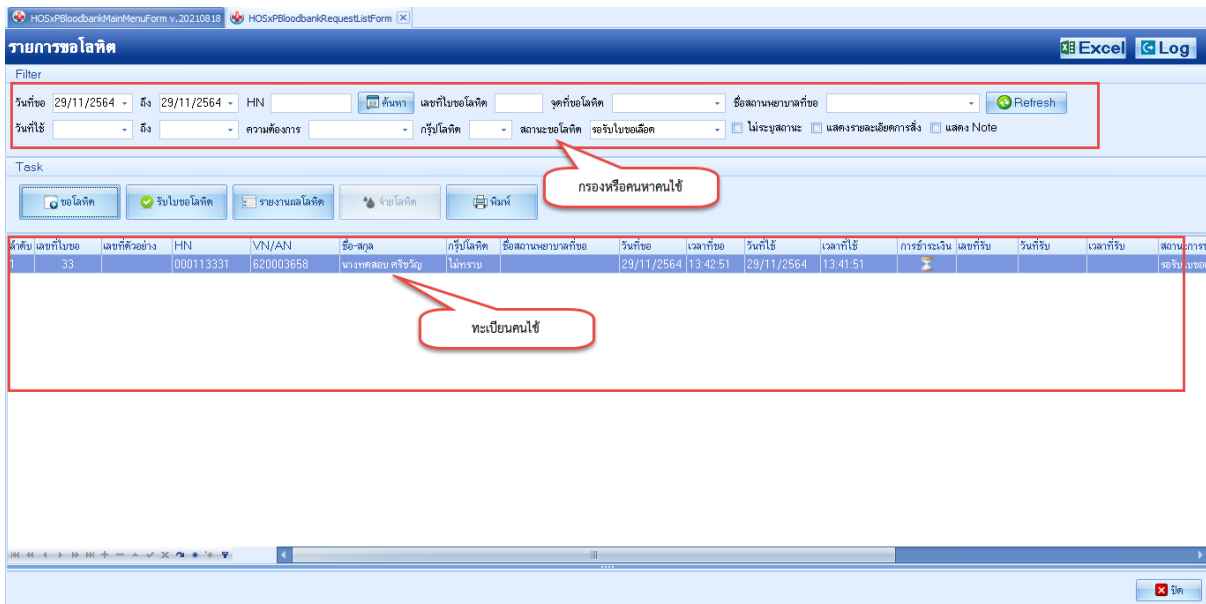 HOSxPBloodbankMainMenuForm v.20210818 HOSxPBloodbankRequestListForm
รายการขอโลหิต Excel Log
Filter
วันที่ขอ 29/11/2564 ถึง 29/11/2564 HN ค้นหา เลขที่ใบขอโลหิต จุดที่ขอโลหิต ชื่อสถานพยาบาลที่ขอ Refresh
วันที่ใช้ ถึง ความต้องการ กรุ๊ปโลหิต สถานะขอโลหิต รอรับใบขอเลือด ไม่ระบุสถานะ แสดงรายละเอียดการสั่ง แสดง Note
Task
กรองหรือคนหาคนไข้
ขอโลหิต รับใบขอโลหิต รายงานผลโลหิต จ่ายโลหิต พิมพ์
ลำดับ เลขที่ใบขอ เลขที่ตัวอย่าง HN VN/AN ชื่อ-สกุล กรุ๊ปโลหิต ชื่อสถานพยาบาลที่ขอ วันที่ขอ เวลาที่ขอ วันที่ใช้ เวลาที่ใช้ การชำระเงิน เลขที่รับ วันที่รับ เวลาที่รับ
1 33 000113331 620003658 นางทดสอบ ศรีขวัญ ไม่ทราบ 29/11/2564 13:42:51 29/11/2564 13:41:51
ทะเบียนคนไข้
ปิด